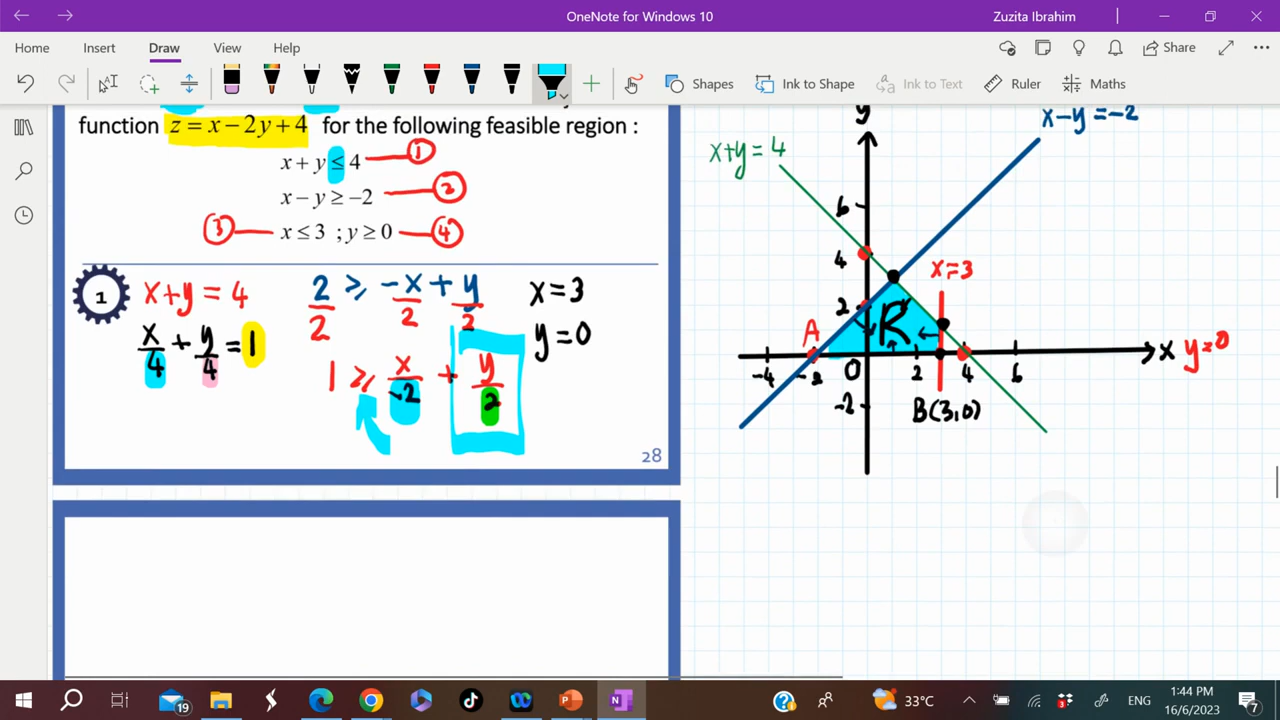 OneNote for Windows 10
Zuzita Ibrahim
Home Insert Draw View Help
Share
Shapes
Ink to Shape
Ink to Text
Ruler
Maths
function z = x − 2y + 4 for the following feasible region :
x + y ≤ 4 ①
x − y ≥ −2 ②
③ x ≤ 3 ; y ≥ 0 ④
1
x+y = 4
x/4 + y/4 = 1
2/2 ≥ -x/2 + y/2
1 ≥ x/-2 + y/2
x = 3
y = 0
28
y
x−y = −2
x+y = 4
6
4
2
x = 3
A
R
-4 -2 0 2 4 6
x y=0
-2
B(3,0)
19
33°C
ENG
1:44 PM
16/6/2023
7